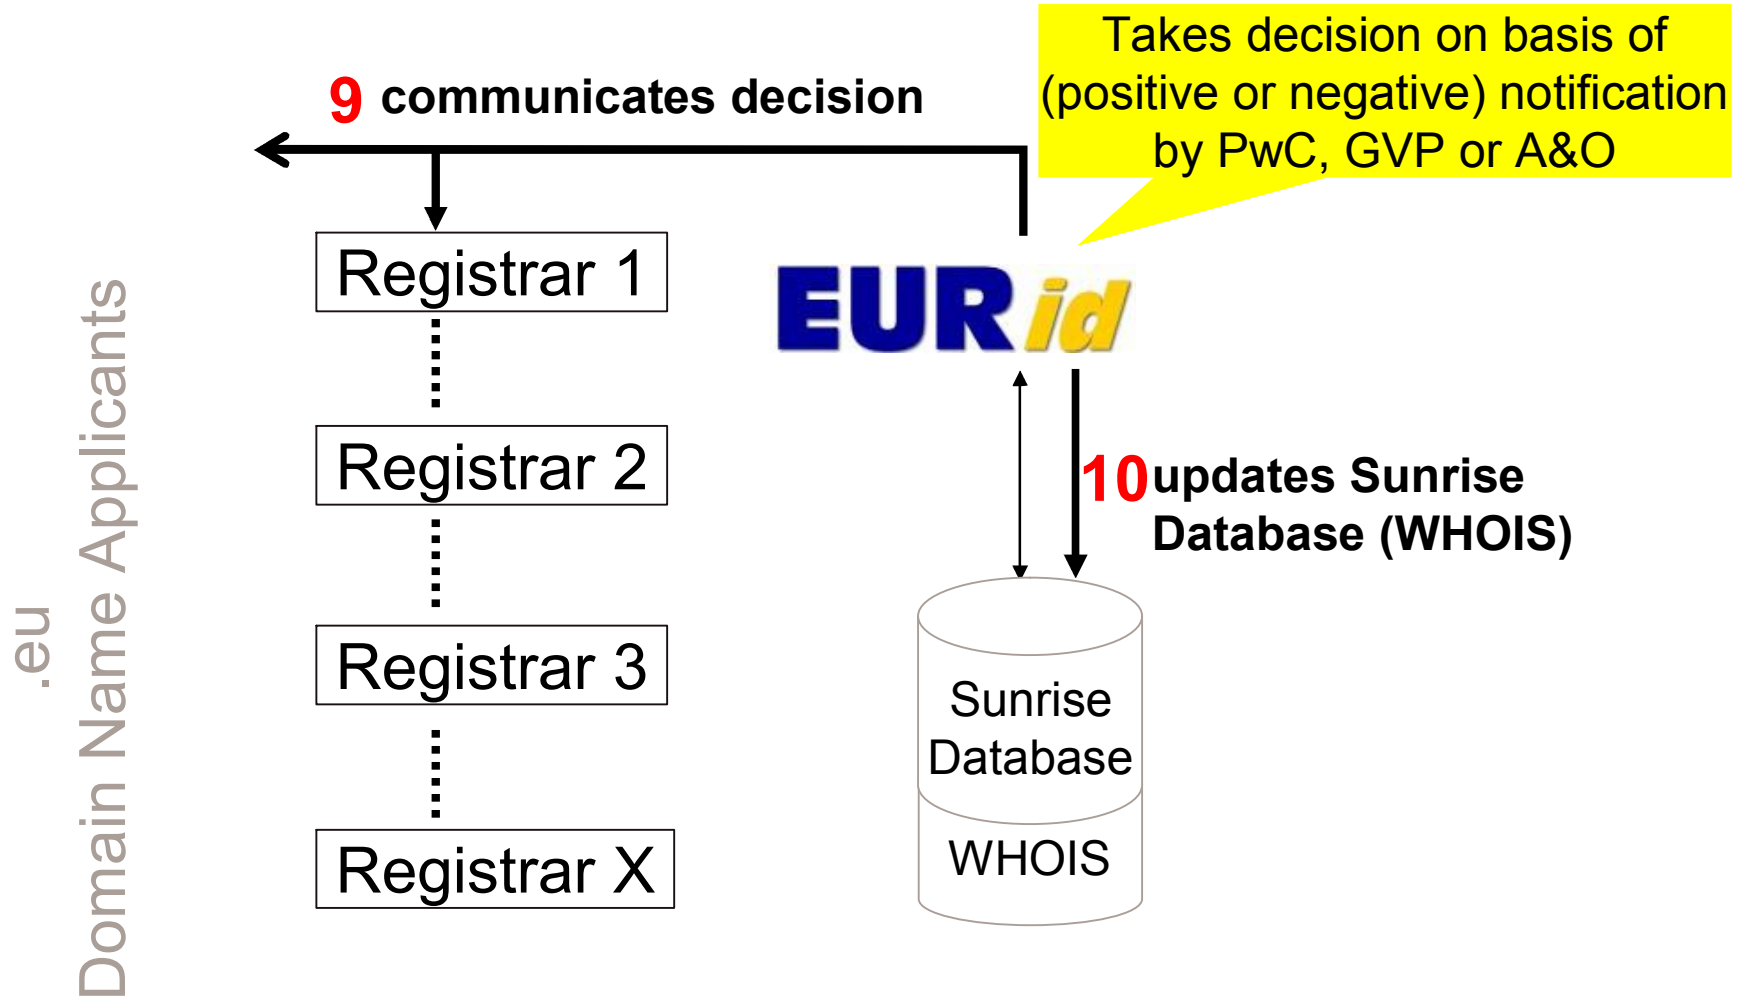 Takes decision on basis of
(positive or negative) notification
by PwC, GVP or A&O
9 communicates decision
Registrar 1
EURid
Registrar 2
10 updates Sunrise
Database (WHOIS)
Registrar 3
Sunrise
Database
WHOIS
Registrar X
.eu
Domain Name Applicants